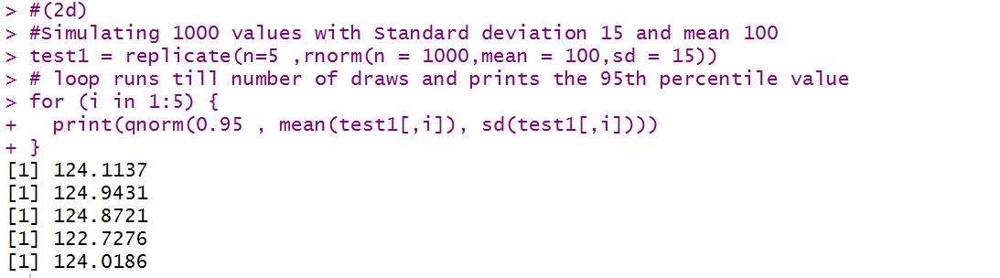 > #(2d)
> #Simulating 1000 values with Standard deviation 15 and mean 100
> test1 = replicate(n=5 ,rnorm(n = 1000,mean = 100,sd = 15))
> # loop runs till number of draws and prints the 95th percentile value
> for (i in 1:5) {
+   print(qnorm(0.95 , mean(test1[,i]), sd(test1[,i])))
+ }
[1] 124.1137
[1] 124.9431
[1] 124.8721
[1] 122.7276
[1] 124.0186